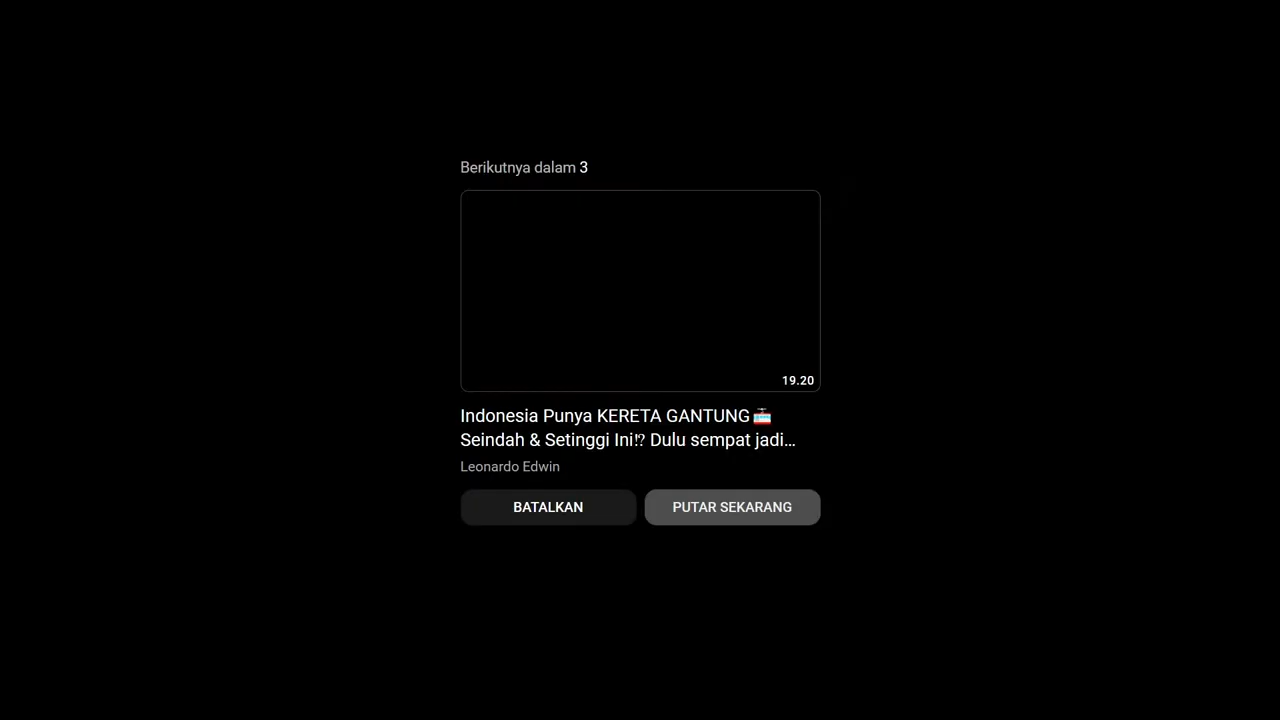 Berikutnya dalam 3
19.20
Indonesia Punya KERETA GANTUNG🚠
Seindah & Setinggi Ini⁉ Dulu sempat jadi...
Leonardo Edwin
BATALKAN
PUTAR SEKARANG